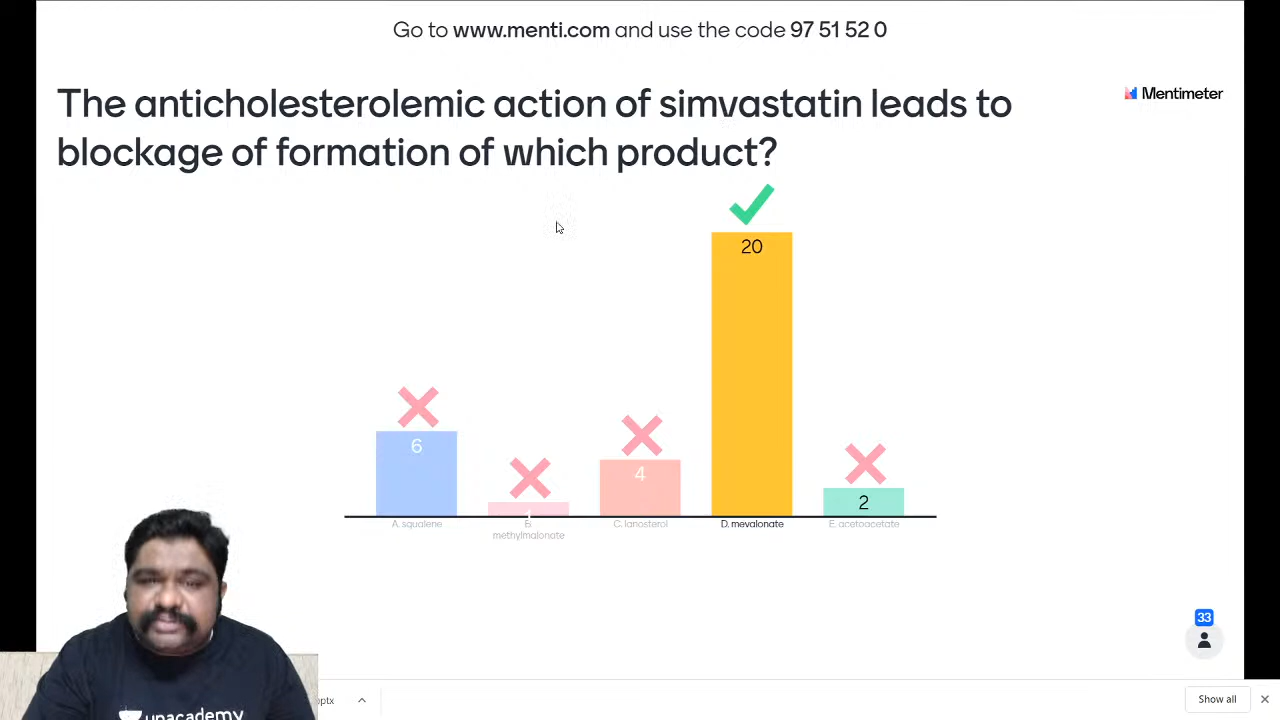 Go to www.menti.com and use the code 97 51 52 0
The anticholesterolemic action of simvastatin leads to
blockage of formation of which product?
Mentimeter
20
6
4
2
A. squalene
methylmalonate
C. lanosterol
D. mevalonate
E. acetoacetate
33
unacademy
pptx
Show all